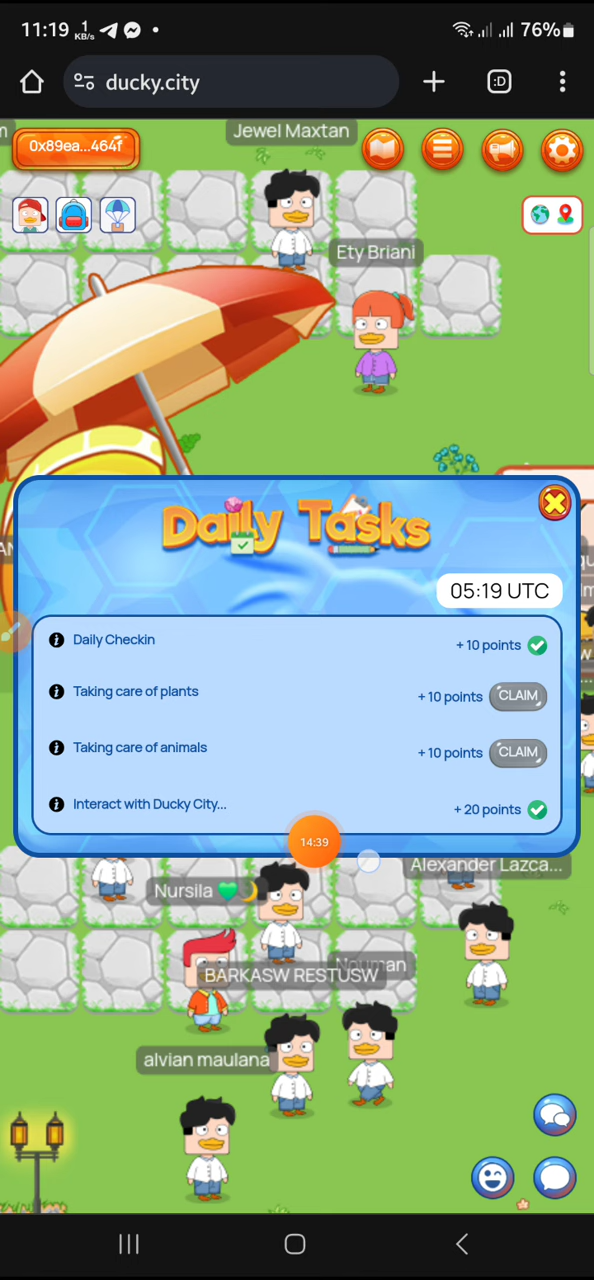 11:19 1 KB/s 76%
ducky.city :D
Jewel Maxtan
0x89ea...464f
Ety Briani
Daily Tasks
05:19 UTC
Daily Checkin +10 points
Taking care of plants +10 points CLAIM
Taking care of animals +10 points CLAIM
Interact with Ducky City... +20 points
14:39
Alexander Lazca...
Nursila 💚🌙
Nouman
BARKASW RESTUSW
alvian maulana